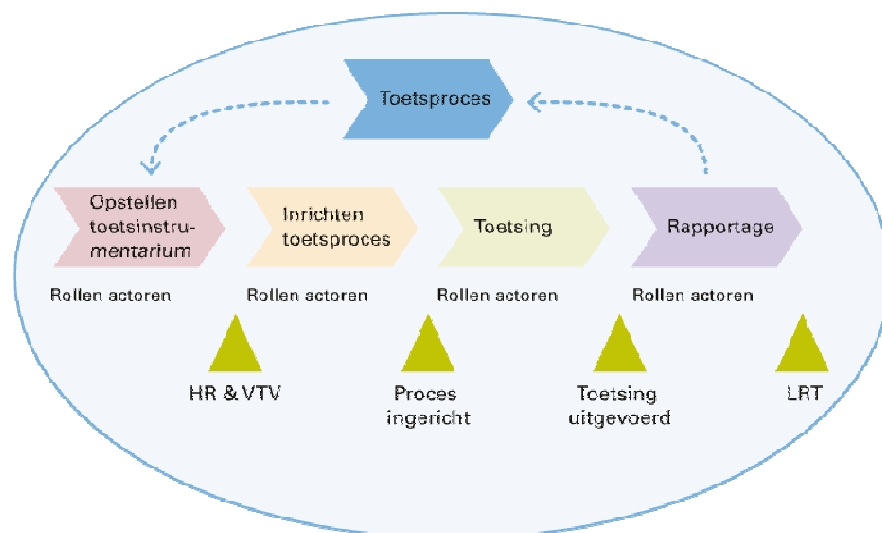 Toetsproces
Opstellen
toetsinstru-
mentarium
Inrichten
toetsproces
Toetsing
Rapportage
Rollen actoren
Rollen actoren
Rollen actoren
Rollen actoren
HR & VTV
Proces
ingericht
Toetsing
uitgevoerd
LRT